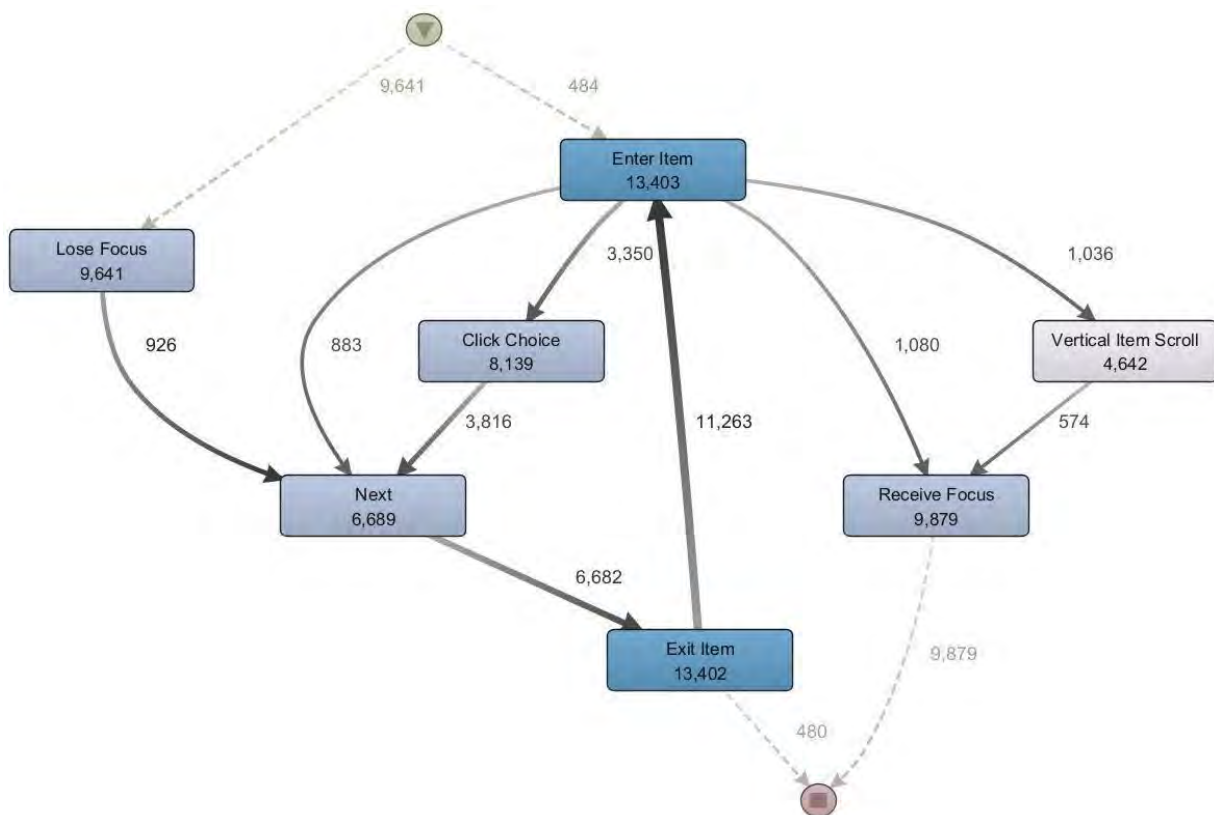 9,641
484
Enter Item
13,403
Lose Focus
9,641
3,350
1,036
926
883
Click Choice
8,139
1,080
Vertical Item Scroll
4,642
3,816
11,263
574
Next
6,689
Receive Focus
9,879
6,682
Exit Item
13,402
9,879
480